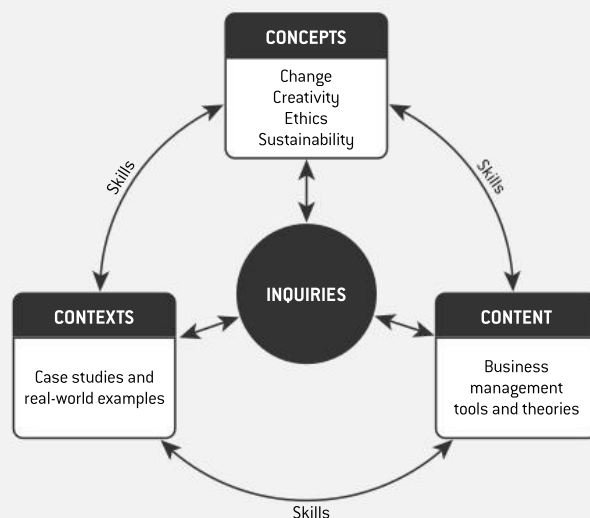 CONCEPTS
Change
Creativity
Ethics
Sustainability
Skills
Skills
INQUIRIES
CONTEXTS
Case studies and
real-world examples
CONTENT
Business
management
tools and theories
Skills